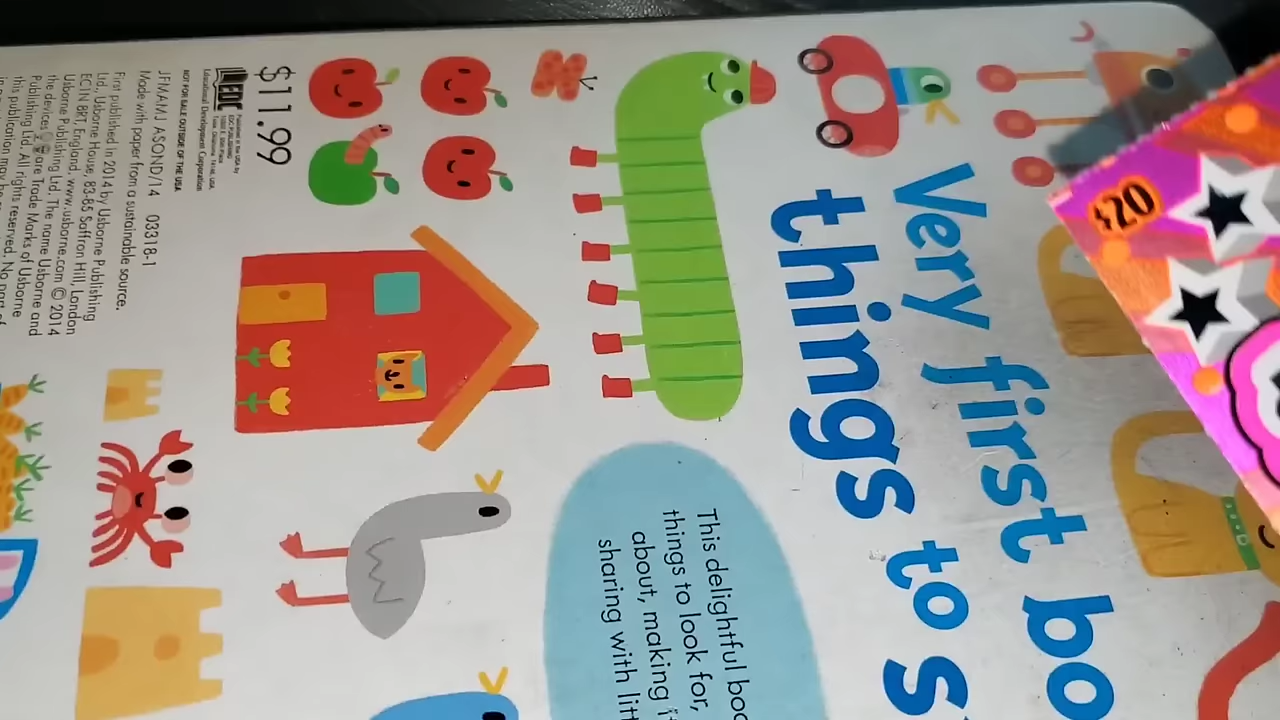 Very first bo
things to s
This delightful boo
things to look for,
about, making it
sharing with litt
$20
$11.99
EDC
Educational Development Corporation
NOT FOR SALE OUTSIDE OF THE USA
JFMAMJ ASOND/14 03318-1
Made with paper from a sustainable source.
First published in 2014 by Usborne Publishing
Ltd., Usborne House, 83-85 Saffron Hill, London
EC1N 8RT, England. www.usborne.com © 2014
Usborne Publishing Ltd. The name Usborne and
the devices are Trade Marks of Usborne
Publishing Ltd. All rights reserved. No part of
this publication may be